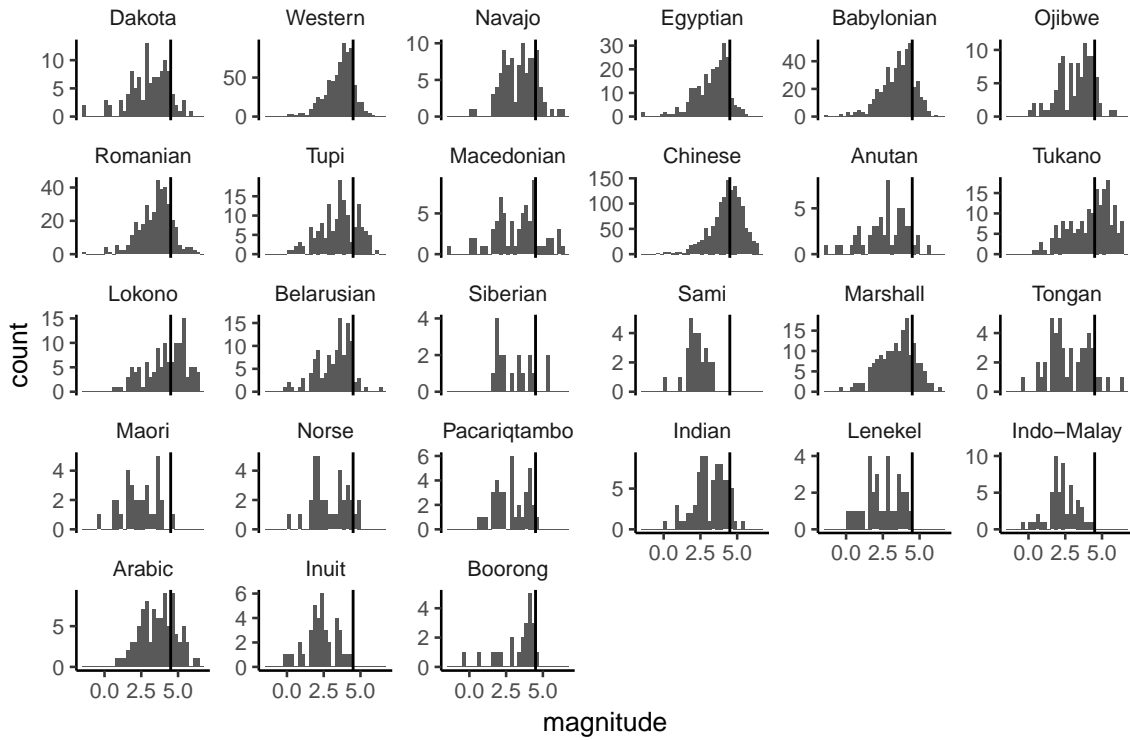 Dakota Western Navajo Egyptian Babylonian Ojibwe
10 5 0
50 0
10 5 0
30 20 10 0
40 20 0
10 5 0
Romanian Tupi Macedonian Chinese Anutan Tukano
40 20 0
15 10 5 0
5 0
150 100 50 0
5 0
15 10 5 0
Lokono Belarusian Siberian Sami Marshall Tongan
15 10 5 0
15 10 5 0
4 2 0
4 2 0
15 10 5 0
4 2 0
count
Maori Norse Pacariqtambo Indian Lenekel Indo−Malay
4 2 0
4 2 0
6 4 2 0
5 0
4 2 0
10 5 0
0.0 2.5 5.0 0.0 2.5 5.0 0.0 2.5 5.0
Arabic Inuit Boorong
5 0
6 4 2 0
4 2 0
0.0 2.5 5.0 0.0 2.5 5.0 0.0 2.5 5.0
magnitude